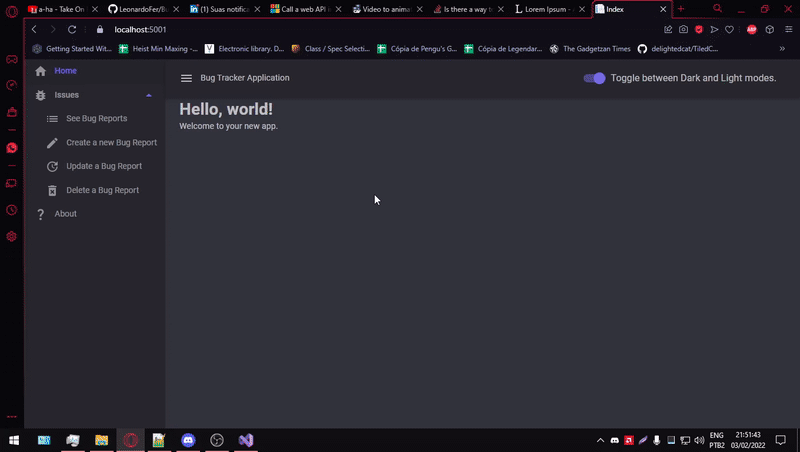 a-ha - Take On
LeonardoFer/Bu
(1) Suas notifica
Call a web API
Video to anima
Is there a way t
Lorem Ipsum -
Index
localhost:5001
Getting Started Wit...
Heist Min Maxing -...
Electronic library. D...
Class / Spec Selecti...
Cópia de Pengu's G...
Cópia de Legendar...
The Gadgetzan Times
delightedcat/TiledC...
Home
Bug Tracker Application
Toggle between Dark and Light modes.
Issues
Hello, world!
Welcome to your new app.
See Bug Reports
Create a new Bug Report
Update a Bug Report
Delete a Bug Report
About
ENG
21:51:43
PTB2
03/02/2022